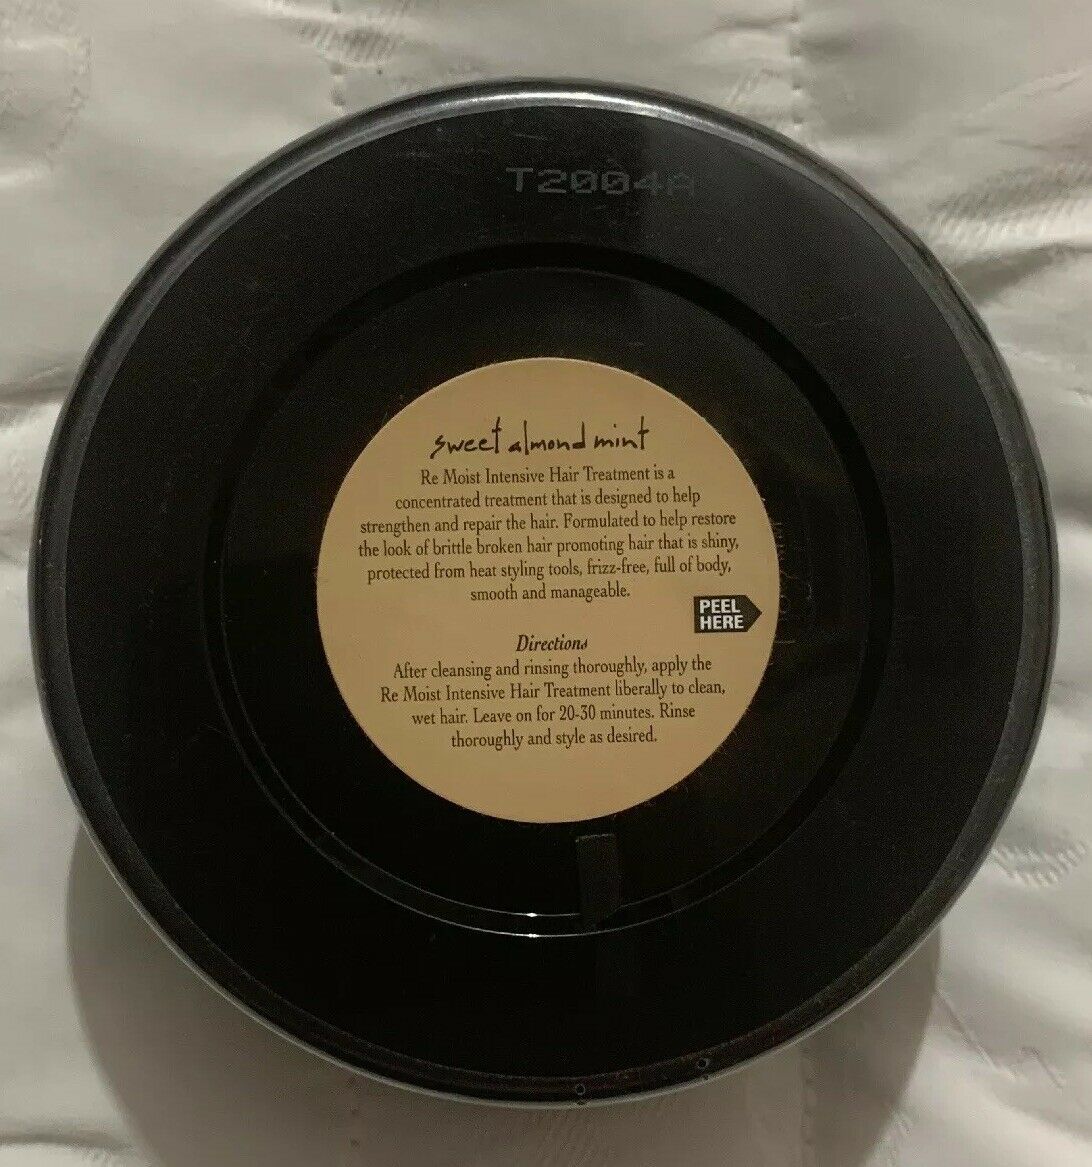 T2004A
sweet almond mint
Re Moist Intensive Hair Treatment is a
concentrated treatment that is designed to help
strengthen and repair the hair. Formulated to help restore
the look of brittle broken hair promoting hair that is shiny,
protected from heat styling tools, frizz-free, full of body,
smooth and manageable.
PEEL
HERE
Directions
After cleansing and rinsing thoroughly, apply the
Re Moist Intensive Hair Treatment liberally to clean,
wet hair. Leave on for 20-30 minutes. Rinse
thoroughly and style as desired.